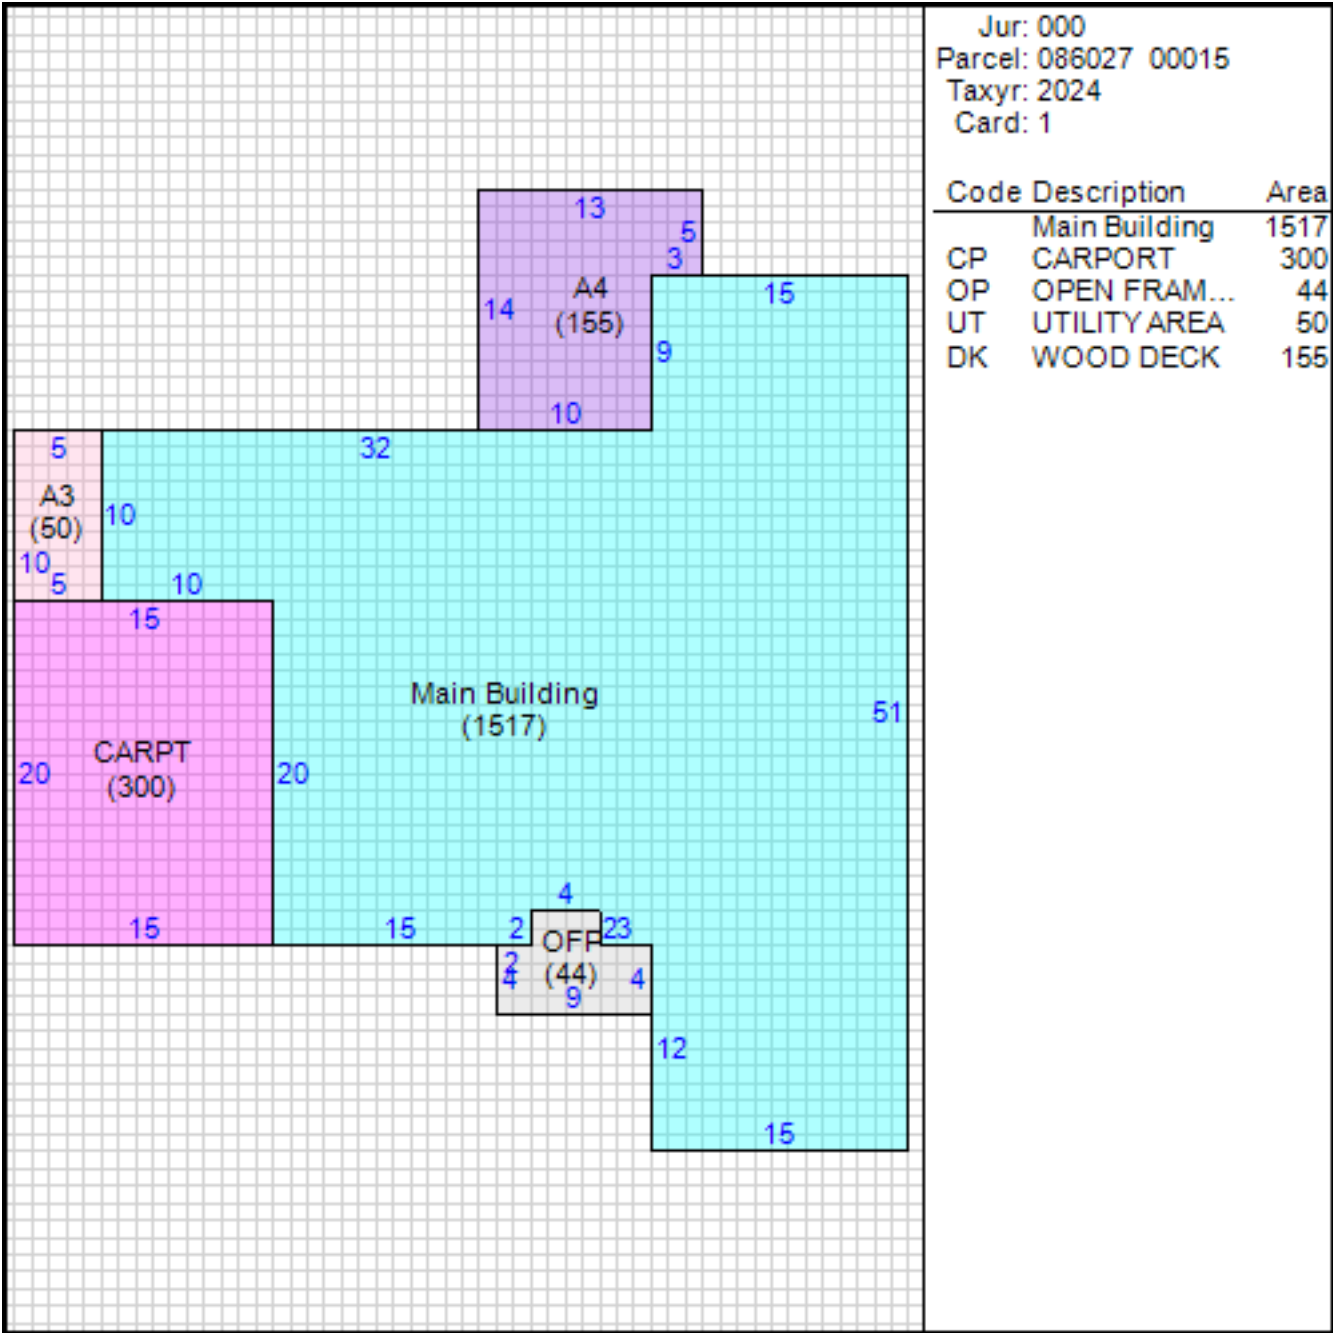 Jur: 000
Parcel: 086027 00015
Taxyr: 2024
Card: 1
Code Description Area
Main Building 1517
CP CARPORT 300
OP OPEN FRAM... 44
UT UTILITY AREA 50
DK WOOD DECK 155
13
5
3
A4
(155)
14
15
9
10
5
32
A3
(50)
10
10
5
10
15
Main Building
(1517)
51
CARPT
(300)
20
20
4
15
15
2
23
OFP
(44)
2
4
4
9
12
15